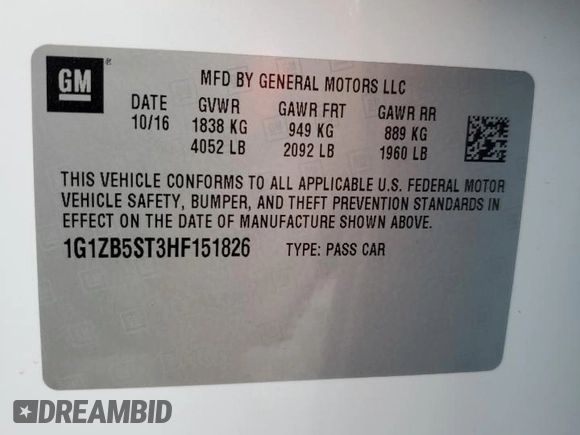 GM ®
MFD BY GENERAL MOTORS LLC
DATE GVWR GAWR FRT GAWR RR
10/16 1838 KG 949 KG 889 KG
4052 LB 2092 LB 1960 LB
THIS VEHICLE CONFORMS TO ALL APPLICABLE U.S. FEDERAL MOTOR
VEHICLE SAFETY, BUMPER, AND THEFT PREVENTION STANDARDS IN
EFFECT ON THE DATE OF MANUFACTURE SHOWN ABOVE.
1G1ZB5ST3HF151826 TYPE: PASS CAR
DREAMBID